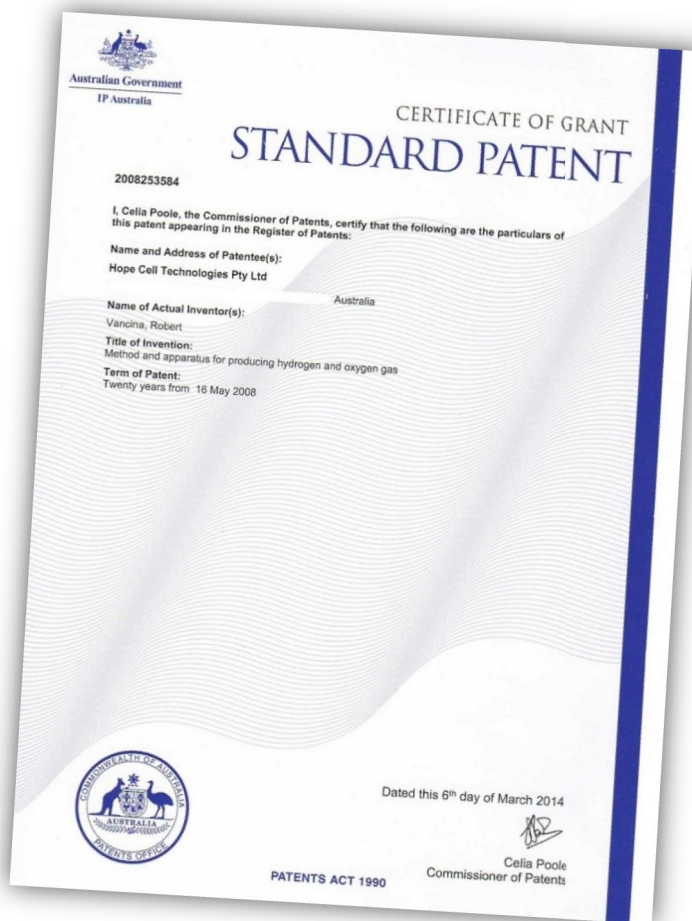 Australian Government
IP Australia
CERTIFICATE OF GRANT
STANDARD PATENT
2008253584
I, Celia Poole, the Commissioner of Patents, certify that the following are the particulars of
this patent appearing in the Register of Patents:
Name and Address of Patentee(s):
Hope Cell Technologies Pty Ltd
Australia
Name of Actual Inventor(s):
Vancina, Robert
Title of Invention:
Method and apparatus for producing hydrogen and oxygen gas
Term of Patent:
Twenty years from 16 May 2008
COMMONWEALTH OF AUSTRALIA
AUSTRALIA
PATENTS OFFICE
Dated this 6th day of March 2014
Celia Poole
Commissioner of Patents
PATENTS ACT 1990